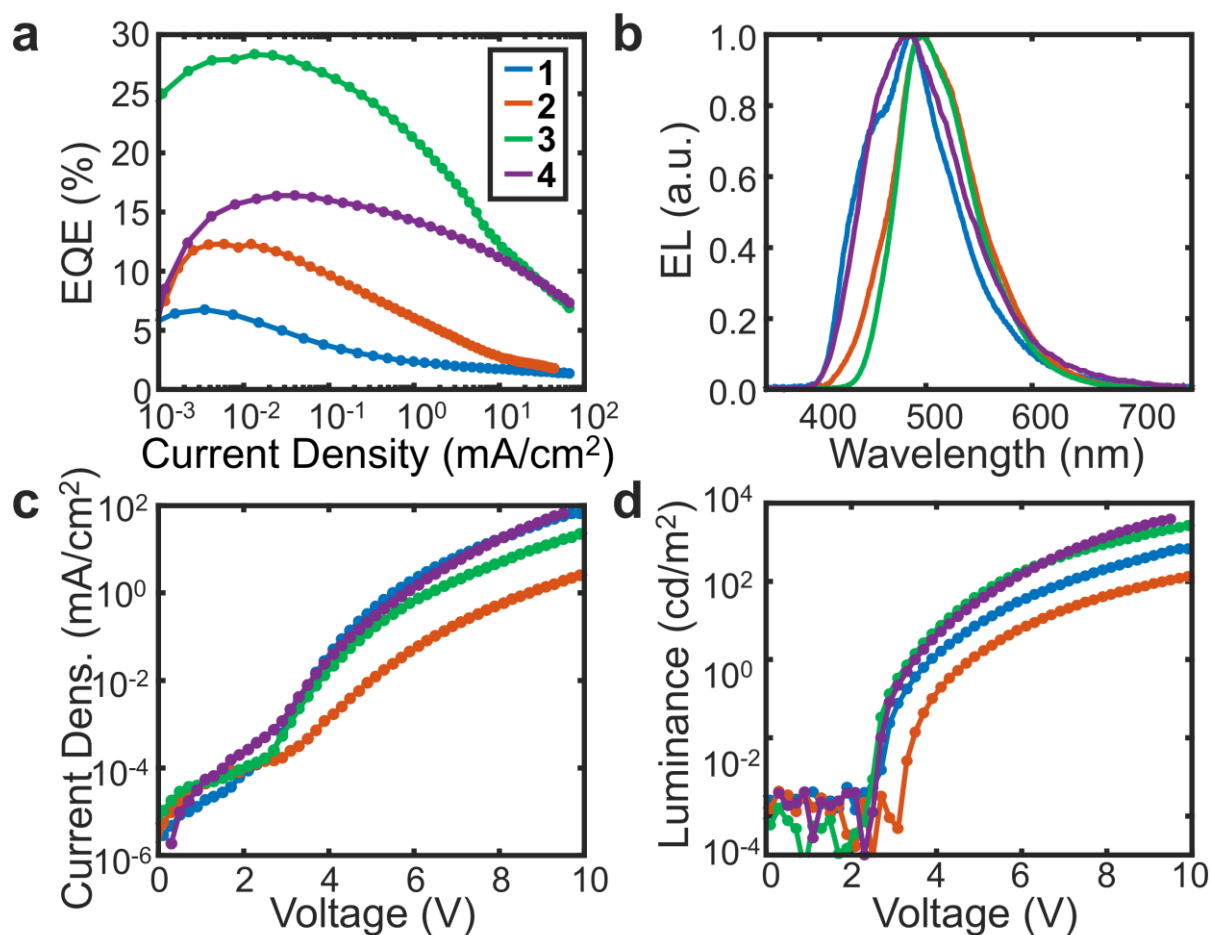 a
30
25
20
15
10
5
0
EQE (%)
1
2
3
4
10-3 10-2 10-1 100 101 102
Current Density (mA/cm2)
b
1.0
0.8
0.6
0.4
0.2
0.0
EL (a.u.)
400 500 600 700
Wavelength (nm)
c
102
100
10-2
10-4
10-6
Current Dens. (mA/cm2)
0 2 4 6 8 10
Voltage (V)
d
104
102
100
10-2
10-4
Luminance (cd/m2)
0 2 4 6 8 10
Voltage (V)